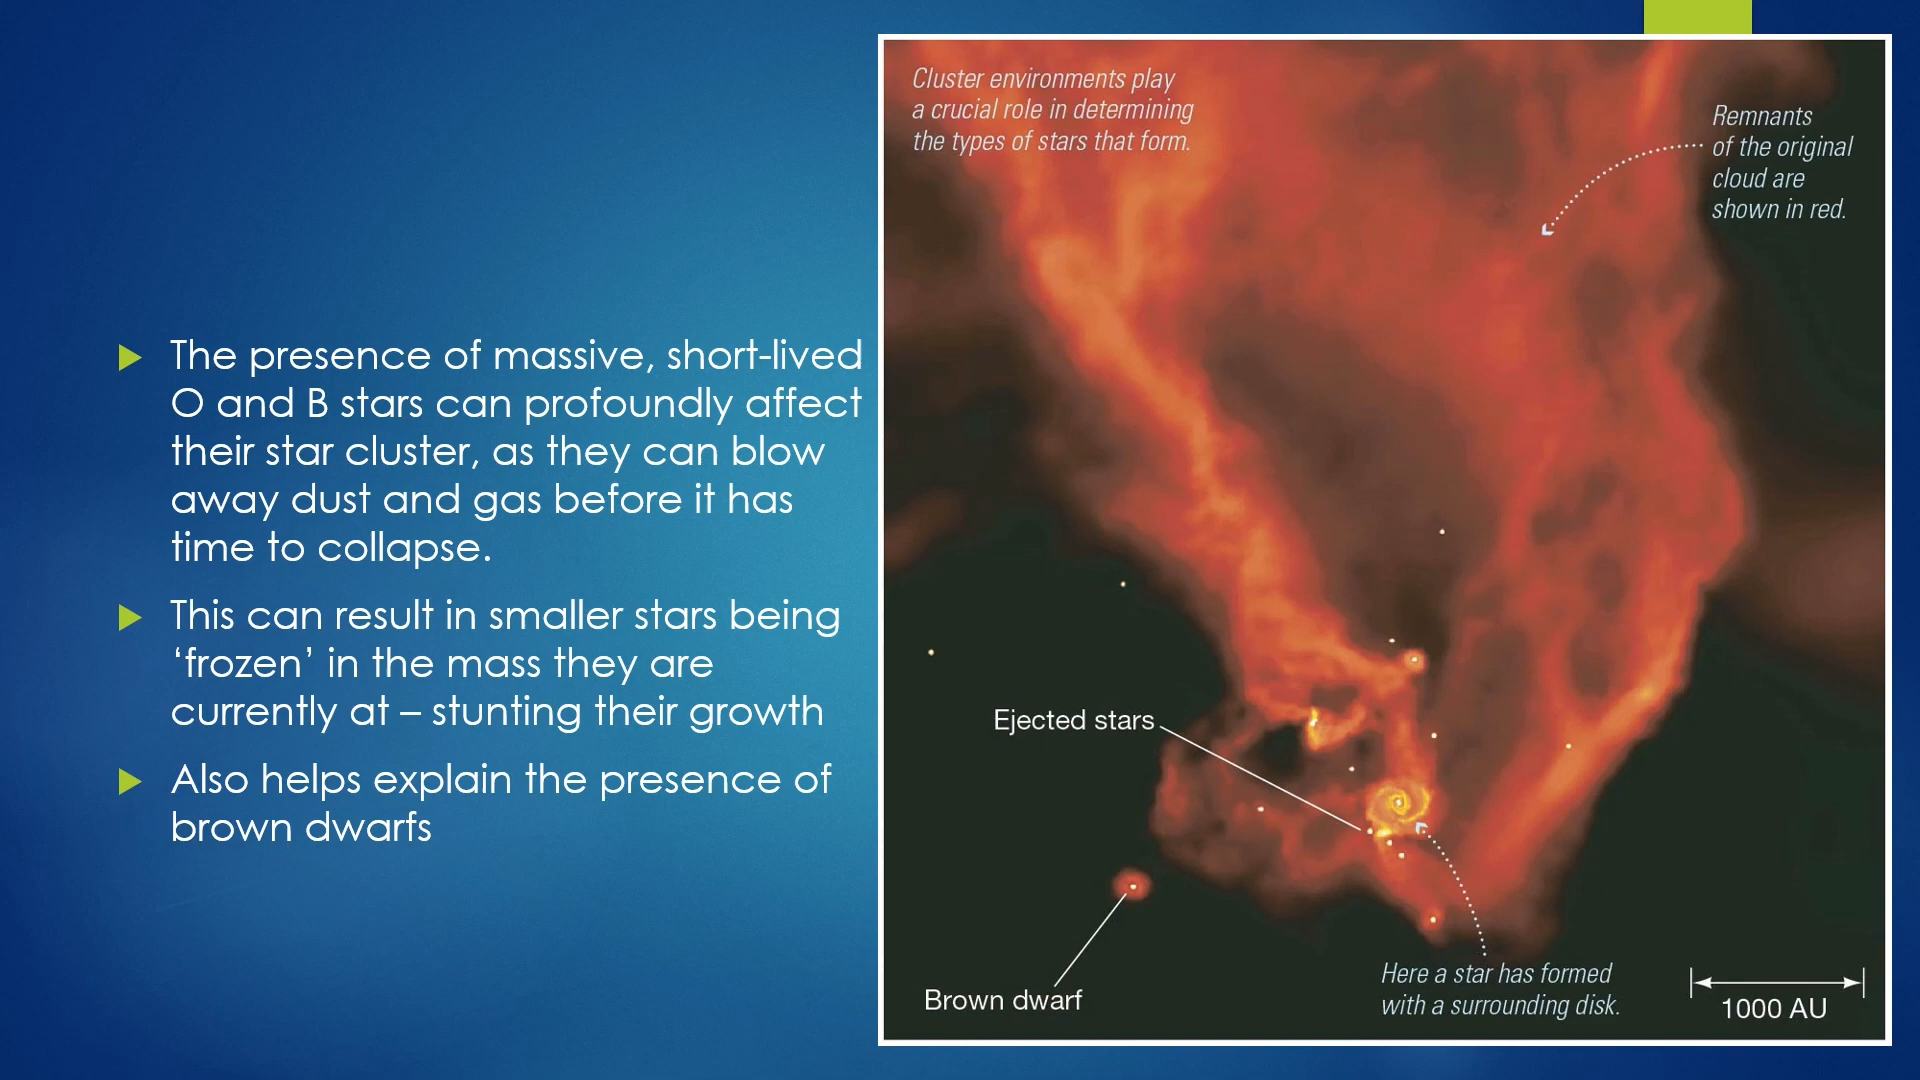 The presence of massive, short-lived
O and B stars can profoundly affect
their star cluster, as they can blow
away dust and gas before it has
time to collapse.
This can result in smaller stars being
‘frozen’ in the mass they are
currently at – stunting their growth
Also helps explain the presence of
brown dwarfs
Cluster environments play
a crucial role in determining
the types of stars that form.
Remnants
of the original
cloud are
shown in red.
Ejected stars
Brown dwarf
Here a star has formed
with a surrounding disk.
1000 AU